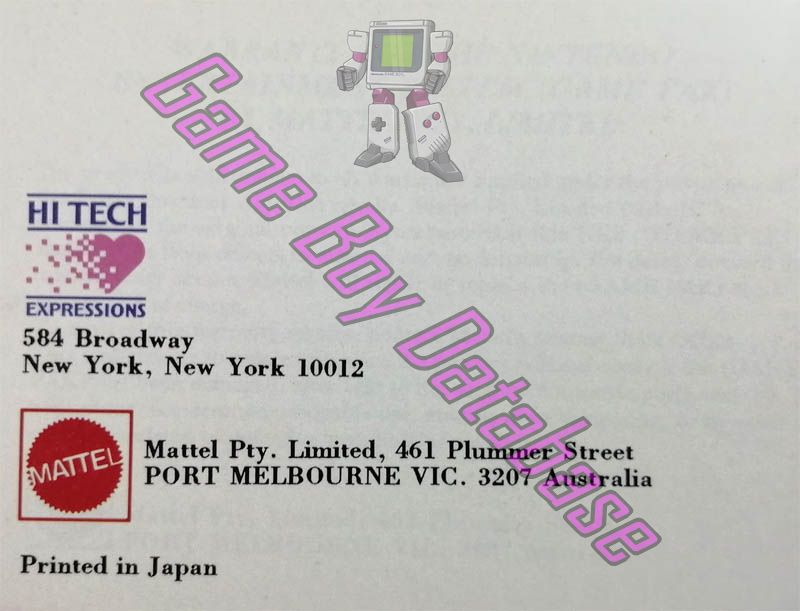 HI TECH
EXPRESSIONS
584 Broadway
New York, New York 10012
MATTEL
Mattel Pty. Limited, 461 Plummer Street
PORT MELBOURNE VIC. 3207 Australia
Printed in Japan
Game Boy Database